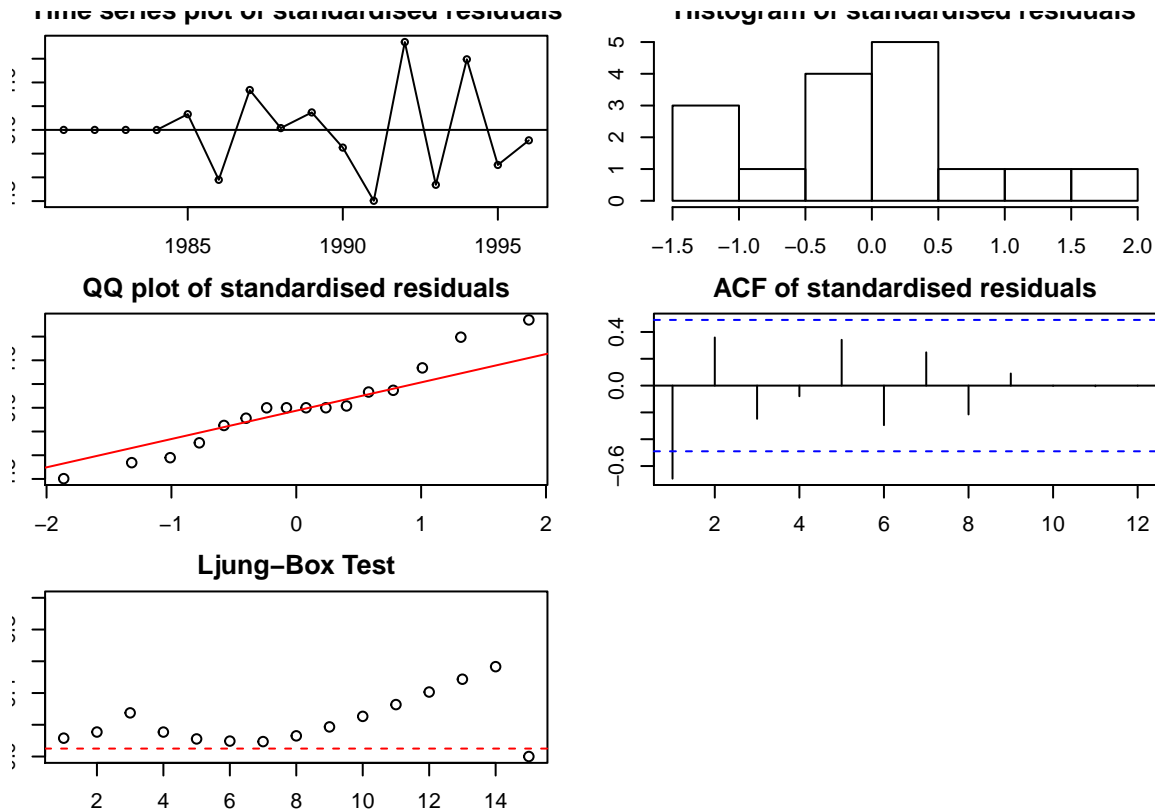 Time series plot of standardised residuals
1985 1990 1995
Histogram of standardised residuals
5
4
3
2
1
0
−1.5 −1.0 −0.5 0.0 0.5 1.0 1.5 2.0
QQ plot of standardised residuals
−2 −1 0 1 2
ACF of standardised residuals
0.4
0.0
−0.6
2 4 6 8 10 12
Ljung−Box Test
2 4 6 8 10 12 14